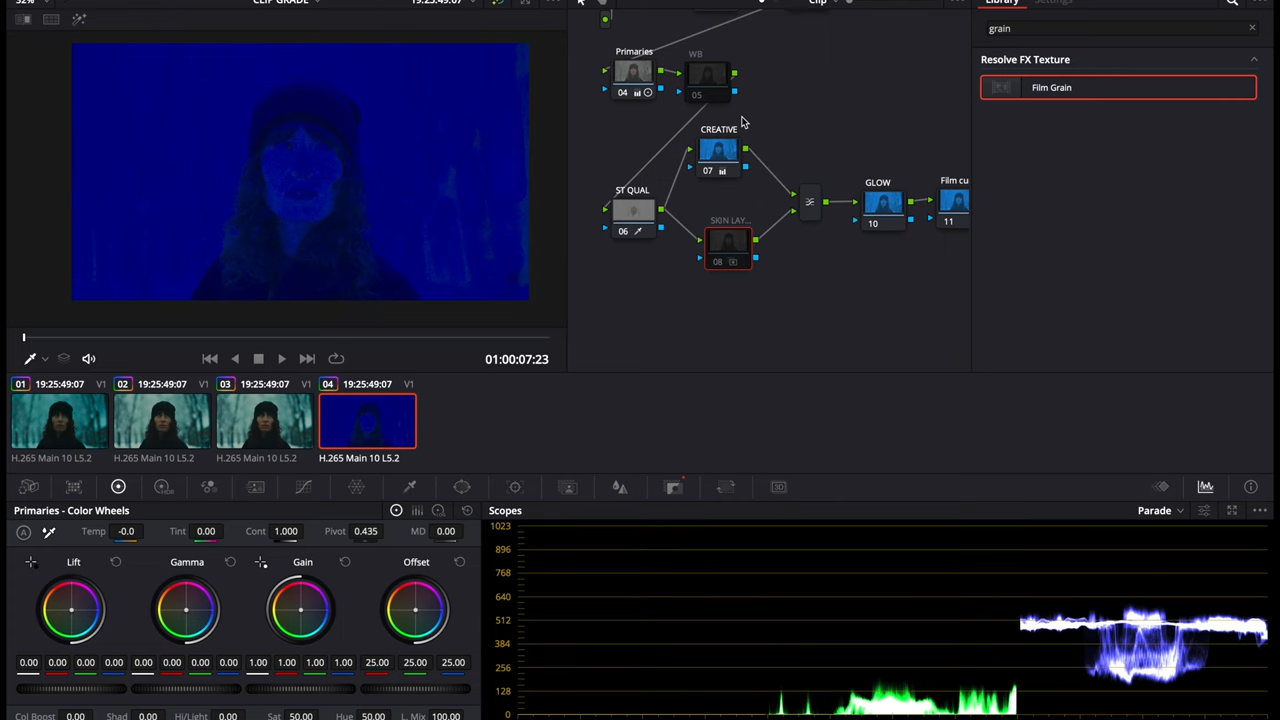 32%
CLIP GRADE
19:25:49:07
Clip
Library
Settings
grain
Resolve FX Texture
Film Grain
Primaries
04
WB
05
CREATIVE
07
ST QUAL
06
SKIN LAY...
08
GLOW
10
Film cu
11
01:00:07:23
01 19:25:49:07 V1
02 19:25:49:07 V1
03 19:25:49:07 V1
04 19:25:49:07 V1
H.265 Main 10 L5.2
H.265 Main 10 L5.2
H.265 Main 10 L5.2
H.265 Main 10 L5.2
HDR
3D
Primaries - Color Wheels
LOG
A Temp -0.0 Tint 0.00 Cont 1.000 Pivot 0.435 MD 0.00
Lift
Gamma
Gain
Offset
0.00 0.00 0.00 0.00
0.00 0.00 0.00 0.00
1.00 1.00 1.00 1.00
25.00 25.00 25.00
Col Boost 0.00 Shad 0.00 Hi/Light 0.00 Sat 50.00 Hue 50.00 L. Mix 100.00
Scopes
Parade
1023
896
768
640
512
384
256
128
0